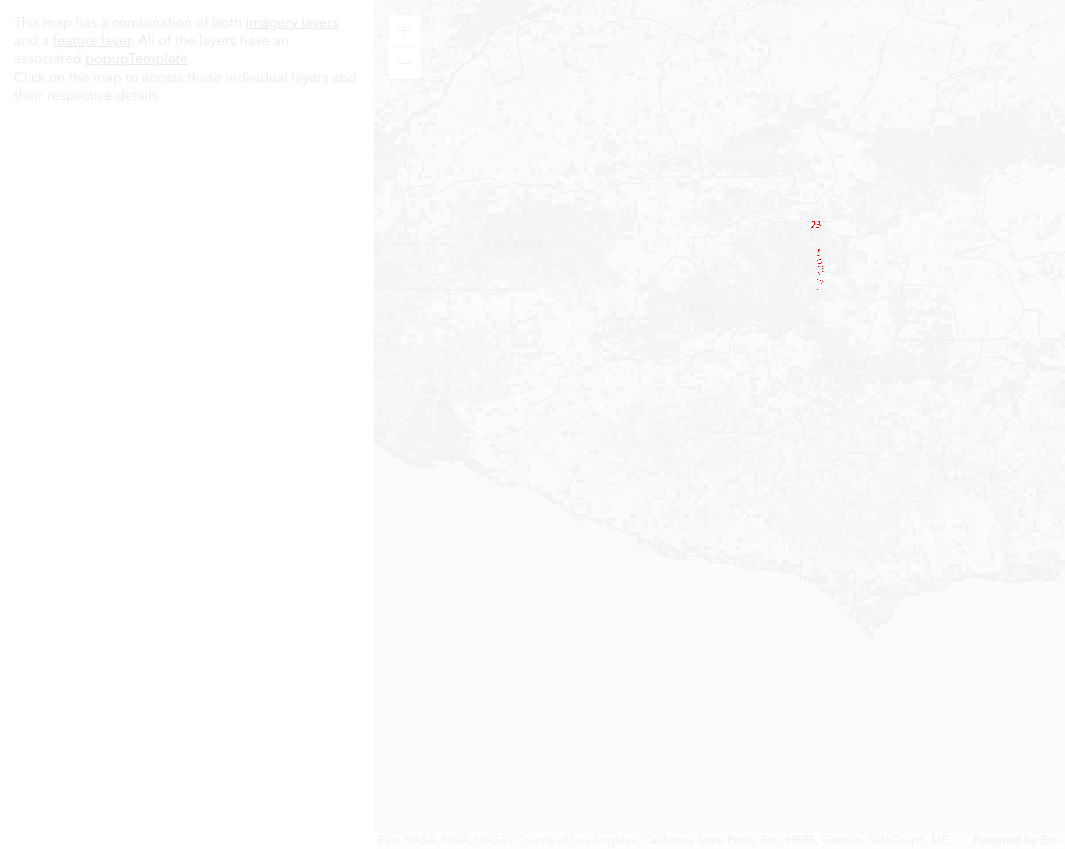 This map has a combination of both imagery layers
and a feature layer. All of the layers have an
associated popupTemplate.
Click on the map to access these individual layers and
their respective details.
23
Camarillo
Esri, NASA, NGA, USGS | County of Los Angeles, California State Parks, Esri, HERE, Garmin, SafeGraph, ME... Powered by Esri